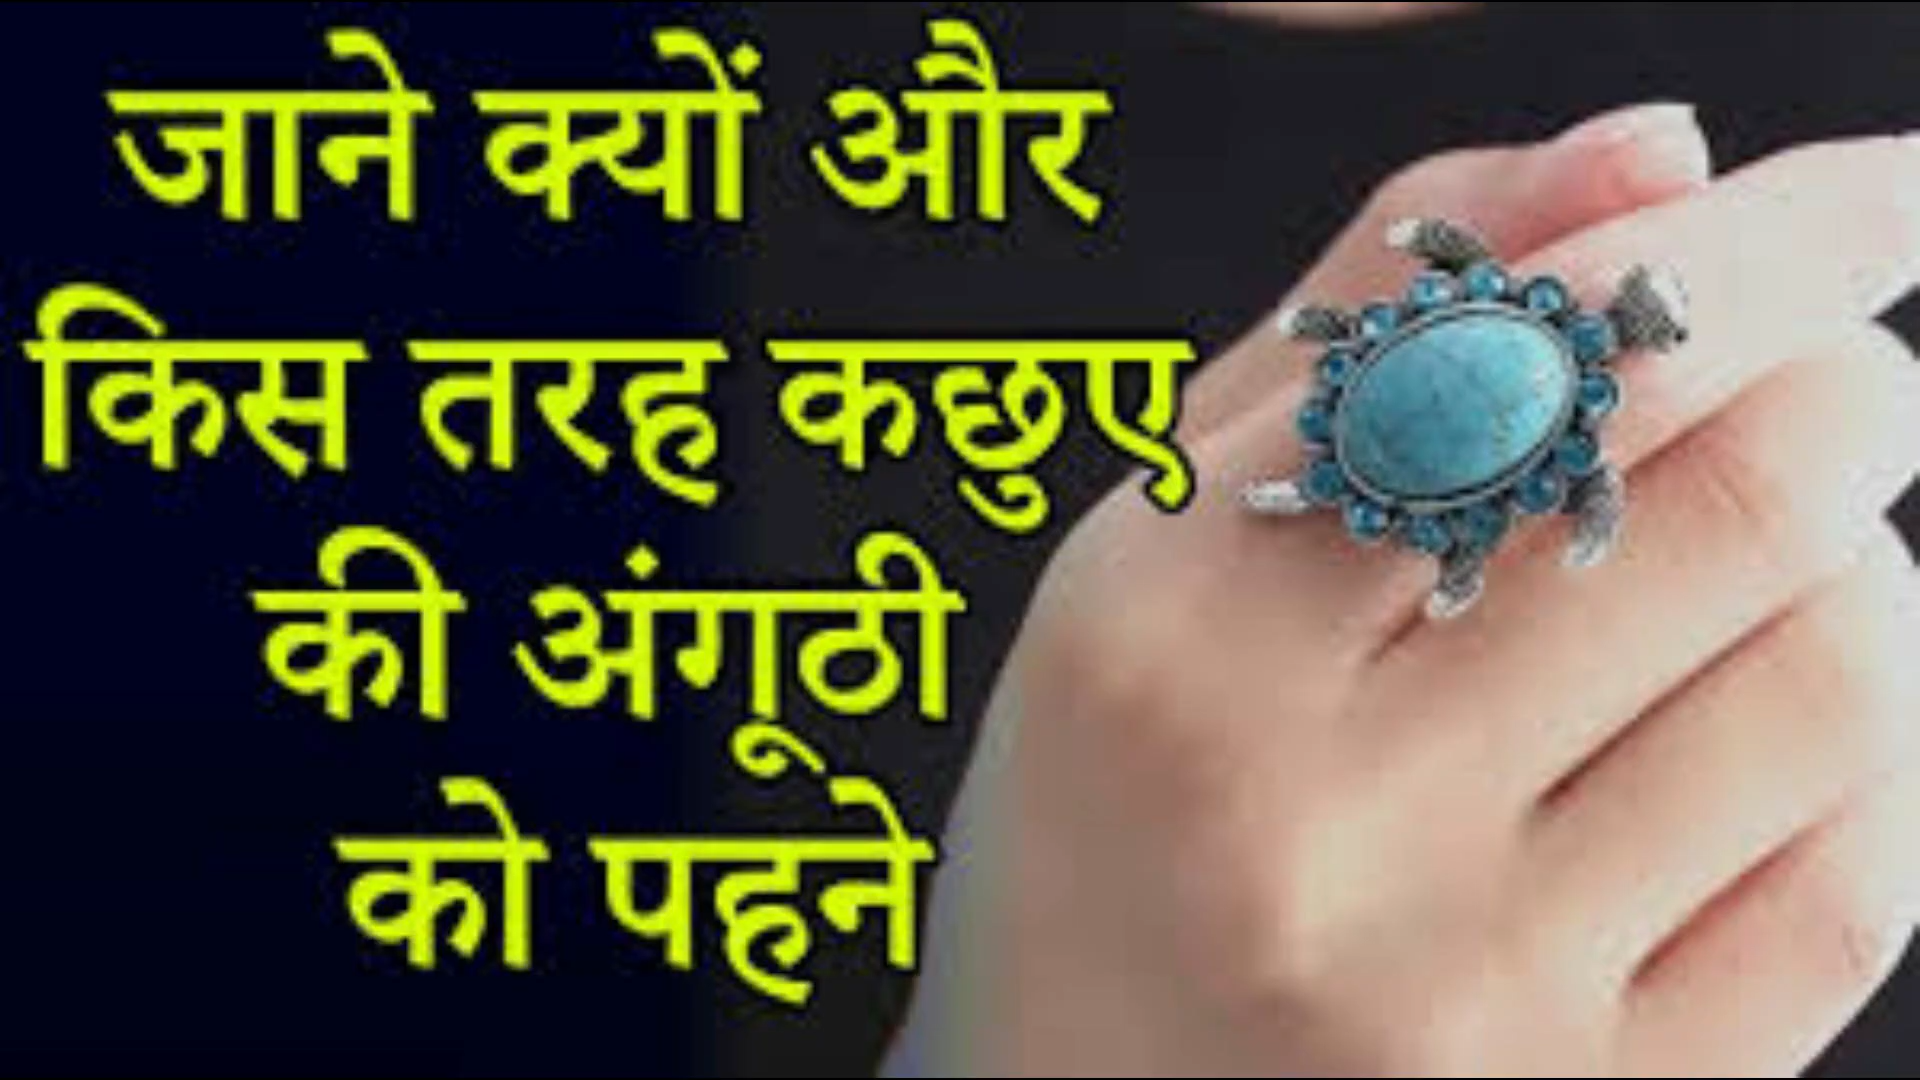 जाने क्यों और
किस तरह कछुए
की अंगूठी
को पहने